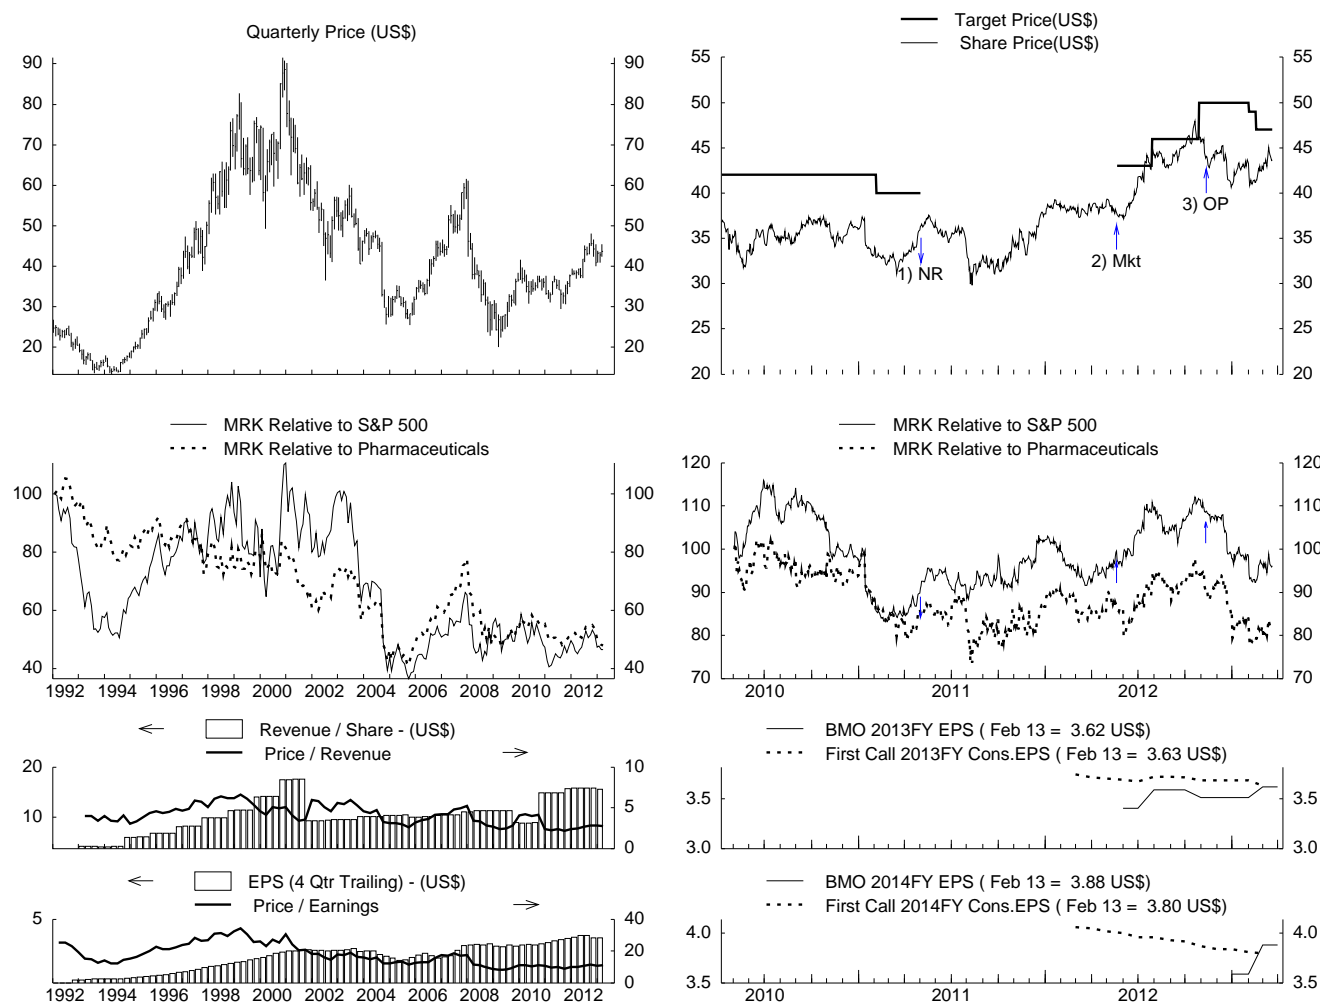 Quarterly Price (US$)
90 90
80 80
70 70
60 60
50 50
40 40
30 30
20 20
Target Price(US$)
Share Price(US$)
55 55
50 50
45 45
40 40
35 35
30 30
25 25
20 20
3) OP
2) Mkt
1) NR
MRK Relative to S&P 500
MRK Relative to Pharmaceuticals
100 100
80 80
60 60
40 40
1992 1994 1996 1998 2000 2002 2004 2006 2008 2010 2012
MRK Relative to S&P 500
MRK Relative to Pharmaceuticals
120 120
110 110
100 100
90 90
80 80
70 70
2010 2011 2012
Revenue / Share - (US$)
Price / Revenue
20 10
10 5
0
BMO 2013FY EPS ( Feb 13 = 3.62 US$)
First Call 2013FY Cons.EPS ( Feb 13 = 3.63 US$)
3.5 3.5
3.0 3.0
EPS (4 Qtr Trailing) - (US$)
Price / Earnings
5 40
20
0
1992 1994 1996 1998 2000 2002 2004 2006 2008 2010 2012
BMO 2014FY EPS ( Feb 13 = 3.88 US$)
First Call 2014FY Cons.EPS ( Feb 13 = 3.80 US$)
4.0 4.0
3.5 3.5
2010 2011 2012